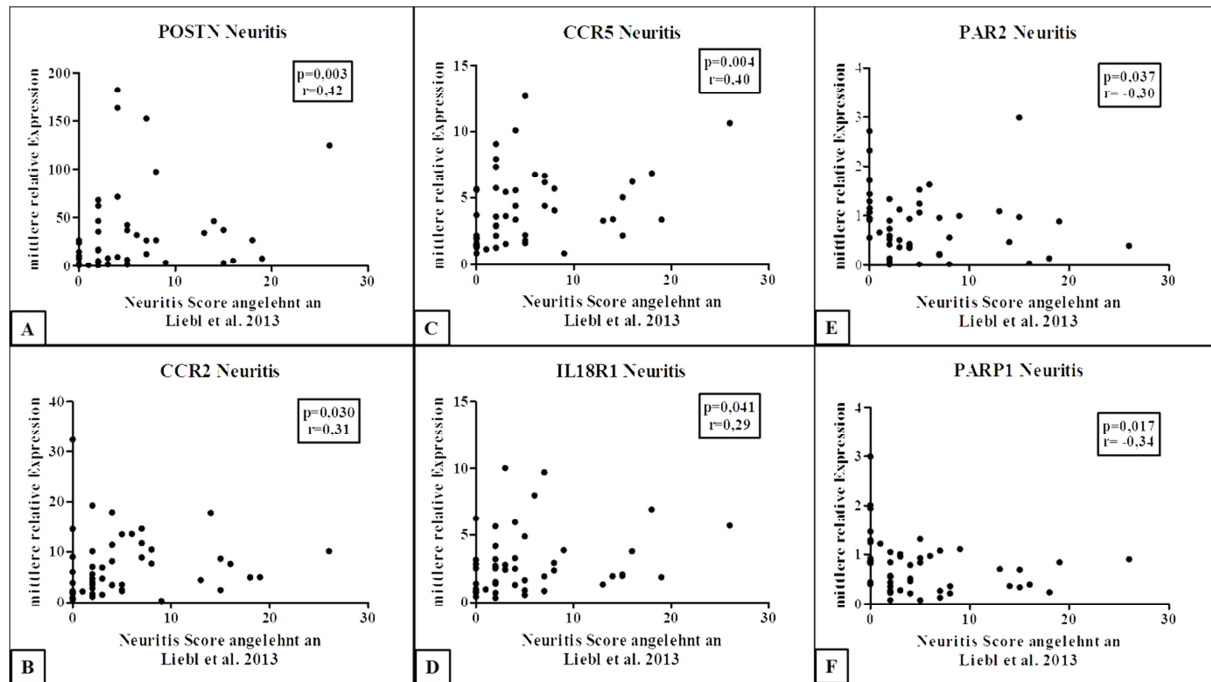 POSTN Neuritis
p=0,003
r=0,42
200
150
100
50
0
0
10
20
30
mittlere relative Expression
Neuritis Score angelehnt an
Liebl et al. 2013
A
CCR5 Neuritis
p=0,004
r=0,40
15
10
5
0
0
10
20
30
mittlere relative Expression
Neuritis Score angelehnt an
Liebl et al. 2013
C
PAR2 Neuritis
p=0,037
r= -0,30
4
3
2
1
0
0
10
20
30
mittlere relative Expression
Neuritis Score angelehnt an
Liebl et al. 2013
E
CCR2 Neuritis
p=0,030
r=0,31
40
30
20
10
0
0
10
20
30
mittlere relative Expression
Neuritis Score angelehnt an
Liebl et al. 2013
B
IL18R1 Neuritis
p=0,041
r=0,29
15
10
5
0
0
10
20
30
mittlere relative Expression
Neuritis Score angelehnt an
Liebl et al. 2013
D
PARP1 Neuritis
p=0,017
r= -0,34
4
3
2
1
0
0
10
20
30
mittlere relative Expression
Neuritis Score angelehnt an
Liebl et al. 2013
F